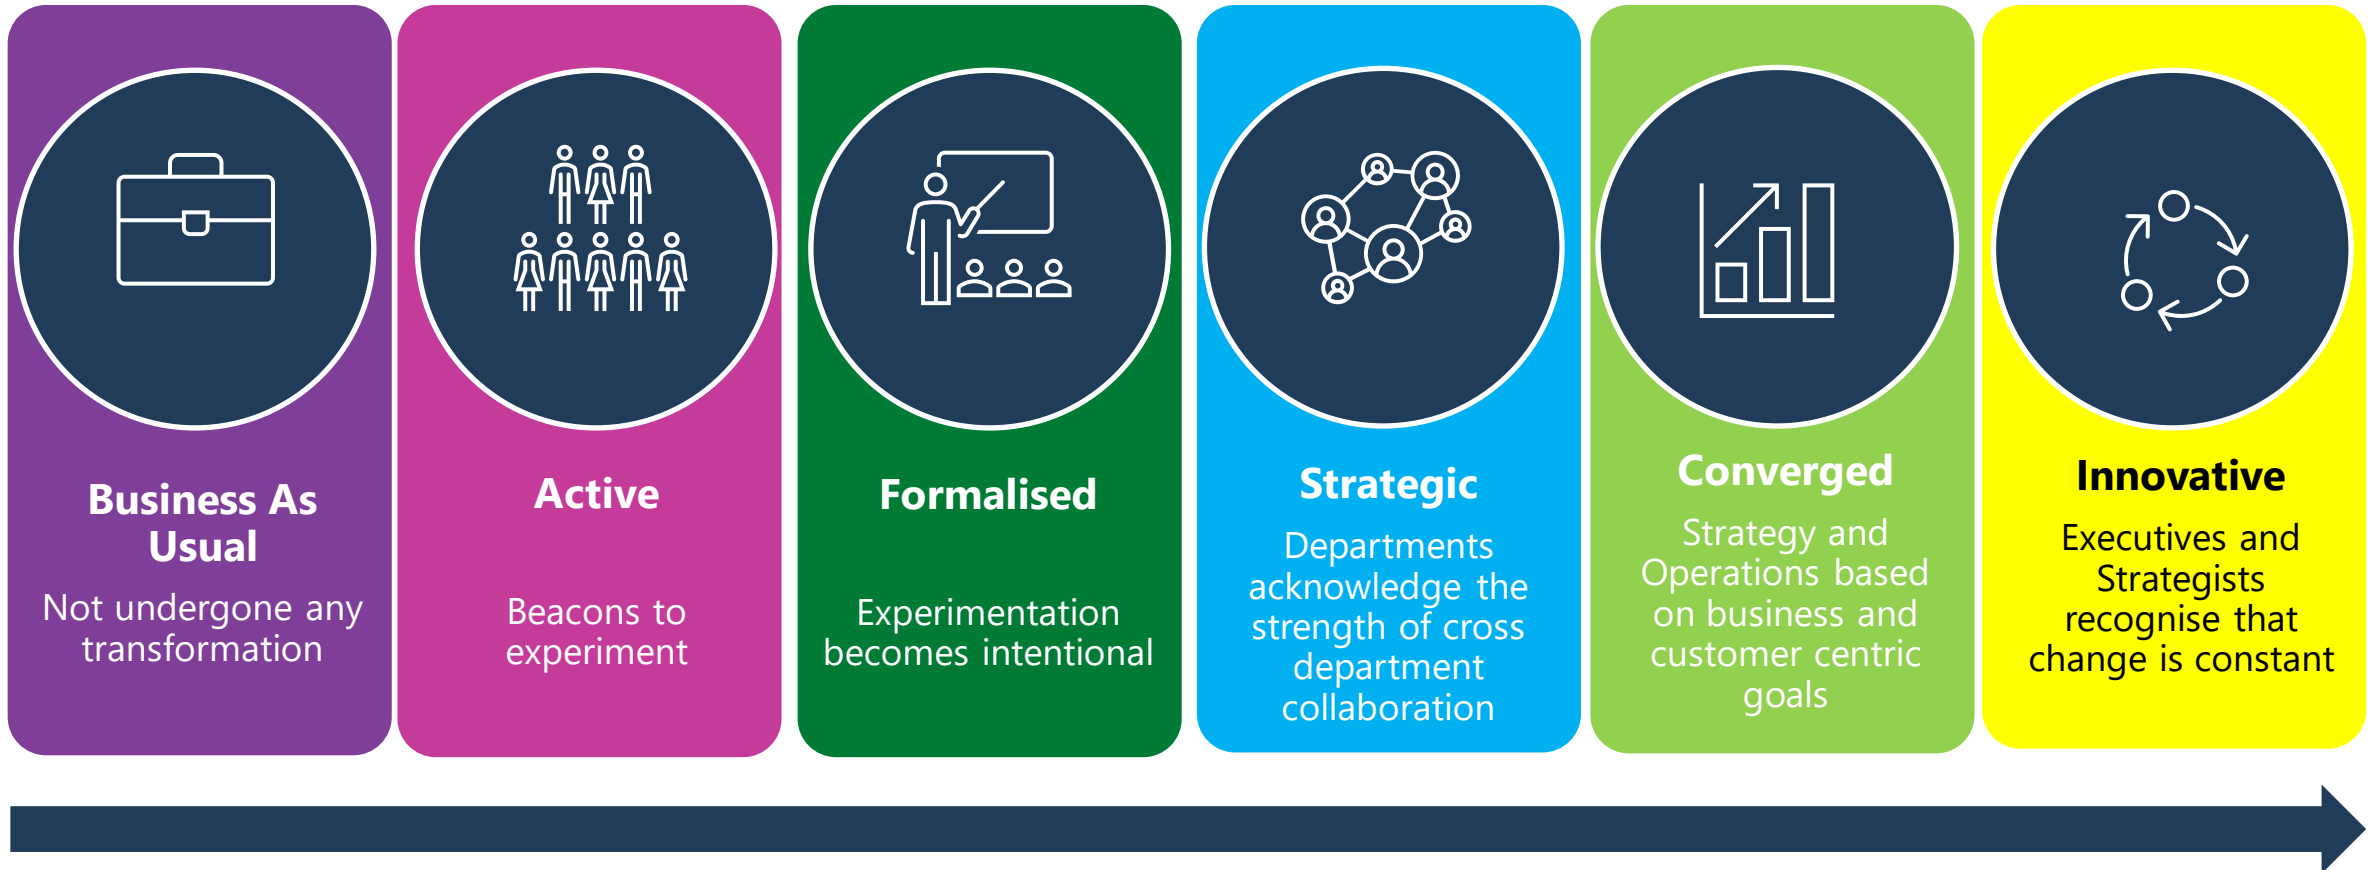 Business As
Usual
Not undergone any
transformation
Active
Beacons to
experiment
Formalised
Experimentation
becomes intentional
Strategic
Departments
acknowledge the
strength of cross
department
collaboration
Converged
Strategy and
Operations based
on business and
customer centric
goals
Innovative
Executives and
Strategists
recognise that
change is constant